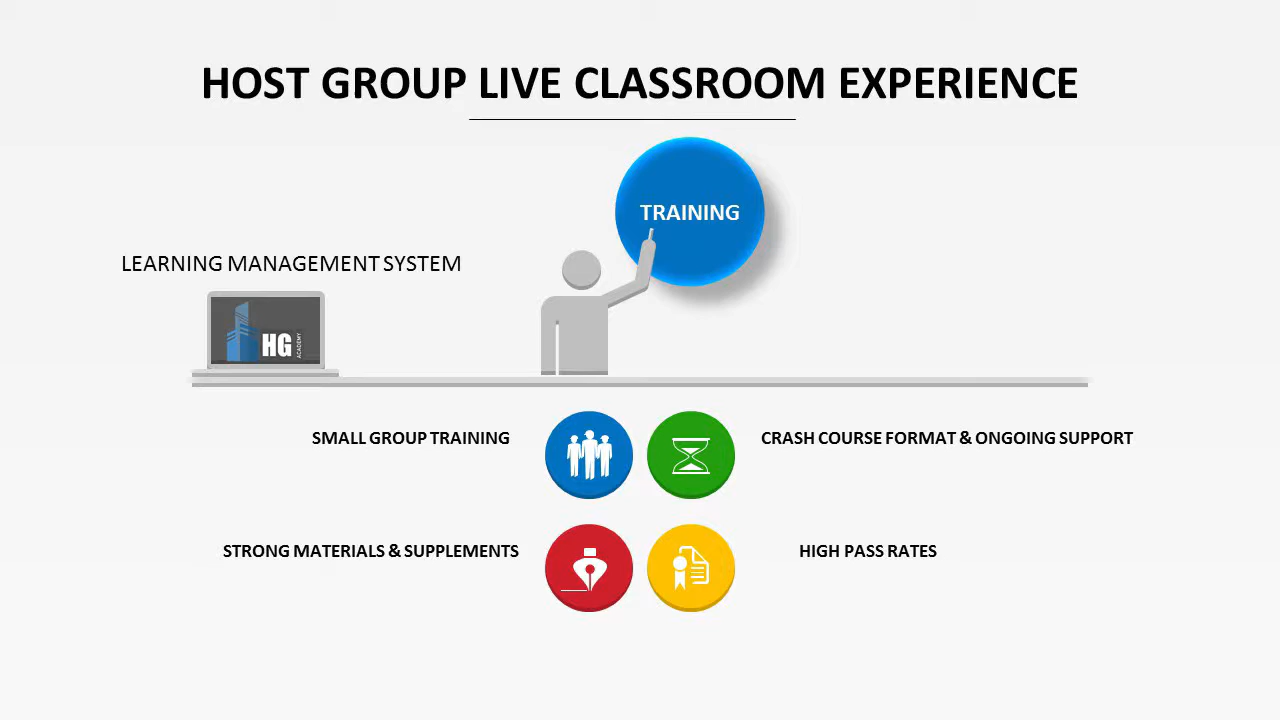 HOST GROUP LIVE CLASSROOM EXPERIENCE
TRAINING
LEARNING MANAGEMENT SYSTEM
HG
ACADEMY
SMALL GROUP TRAINING
CRASH COURSE FORMAT & ONGOING SUPPORT
STRONG MATERIALS & SUPPLEMENTS
HIGH PASS RATES